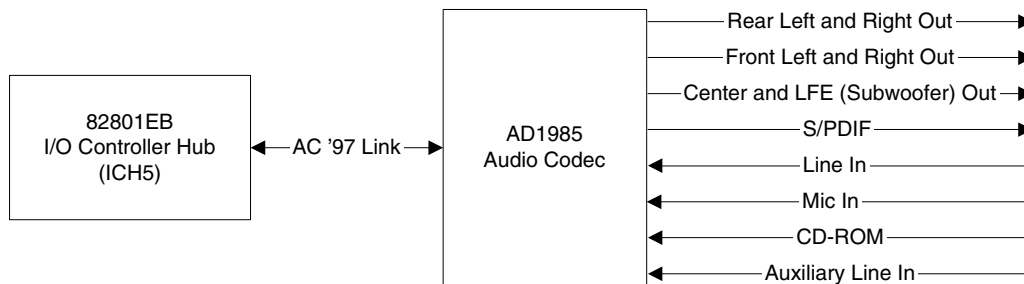 82801EB
I/O Controller Hub
(ICH5)
AC '97 Link
AD1985
Audio Codec
Rear Left and Right Out
Front Left and Right Out
Center and LFE (Subwoofer) Out
S/PDIF
Line In
Mic In
CD-ROM
Auxiliary Line In